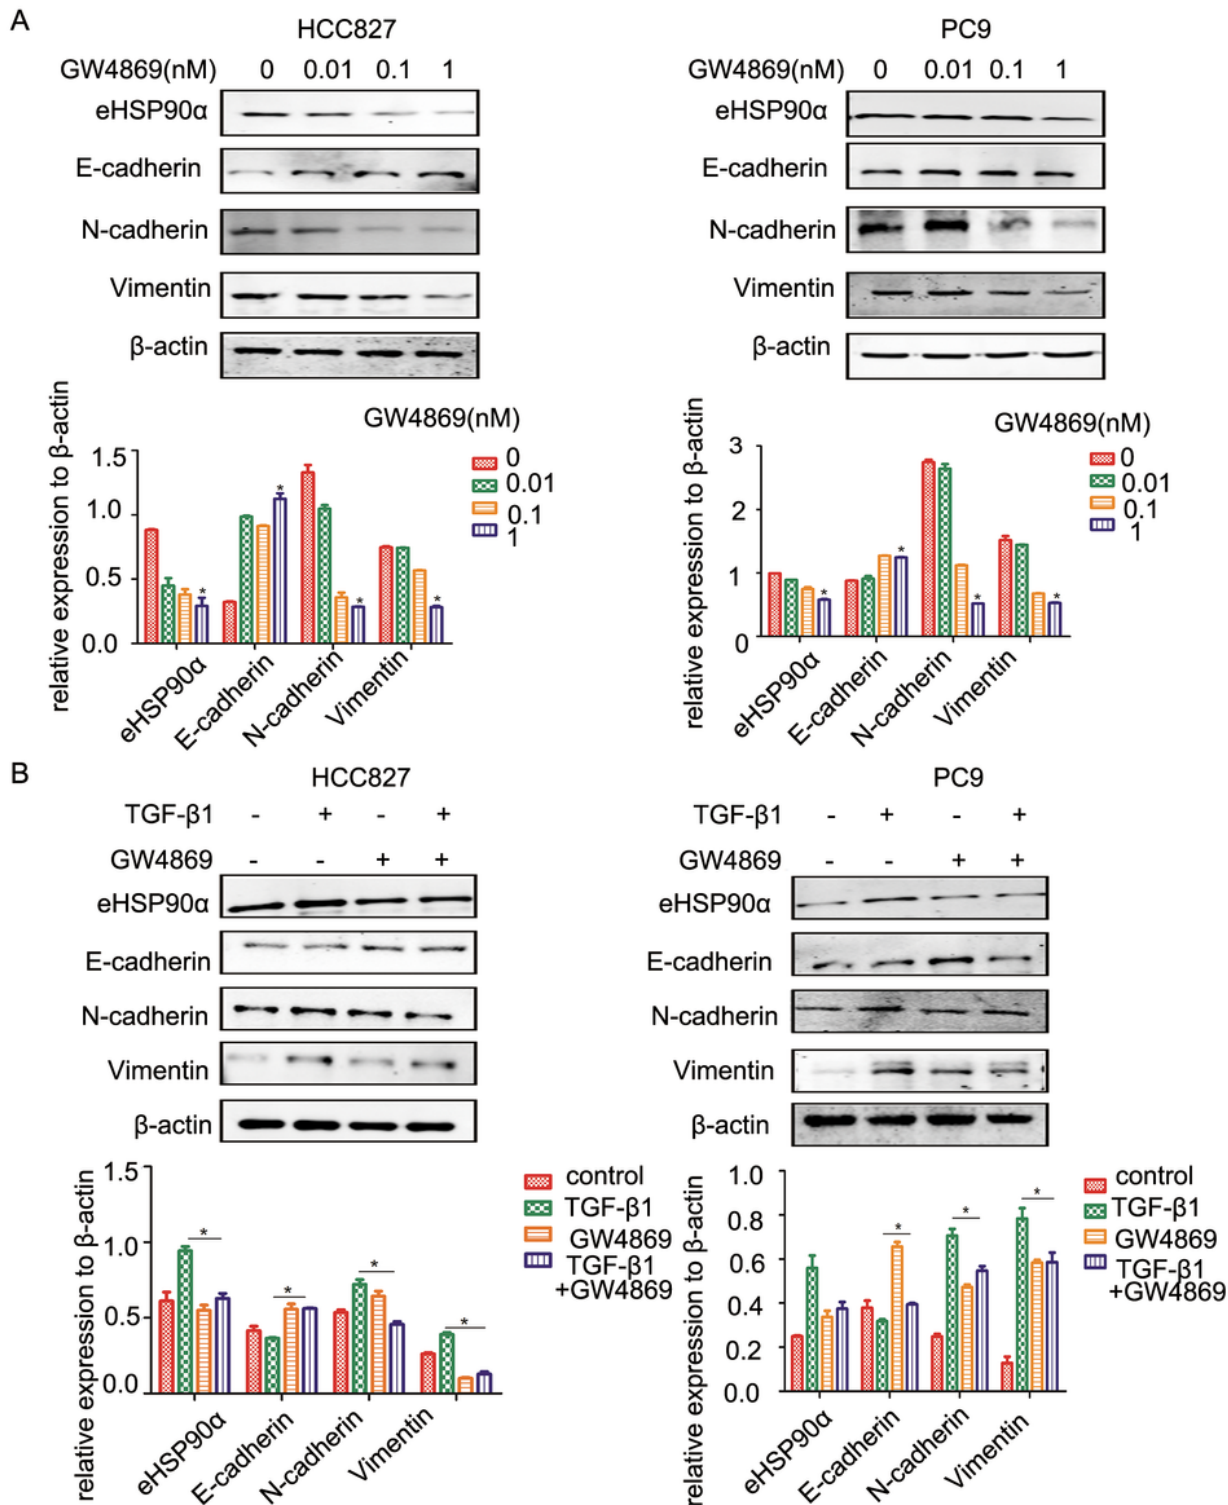 A
HCC827
GW4869(nM) 0 0.01 0.1 1
eHSP90α
E-cadherin
N-cadherin
Vimentin
β-actin
GW4869(nM)
relative expression to β-actin
1.5
1.0
0.5
0.0
* * * *
0
0.01
0.1
1
eHSP90α E-cadherin N-cadherin Vimentin
PC9
GW4869(nM) 0 0.01 0.1 1
eHSP90α
E-cadherin
N-cadherin
Vimentin
β-actin
GW4869(nM)
relative expression to β-actin
3
2
1
0
* * * *
0
0.01
0.1
1
eHSP90α E-cadherin N-cadherin Vimentin
B
HCC827
TGF-β1 - + - +
GW4869 - - + +
eHSP90α
E-cadherin
N-cadherin
Vimentin
β-actin
relative expression to β-actin
1.5
1.0
0.5
0.0
* * * *
control
TGF-β1
GW4869
TGF-β1
+GW4869
eHSP90α E-cadherin N-cadherin Vimentin
PC9
TGF-β1 - + - +
GW4869 - - + +
eHSP90α
E-cadherin
N-cadherin
Vimentin
β-actin
relative expression to β-actin
1.0
0.8
0.6
0.4
0.2
0.0
* * *
control
TGF-β1
GW4869
TGF-β1
+GW4869
eHSP90α E-cadherin N-cadherin Vimentin